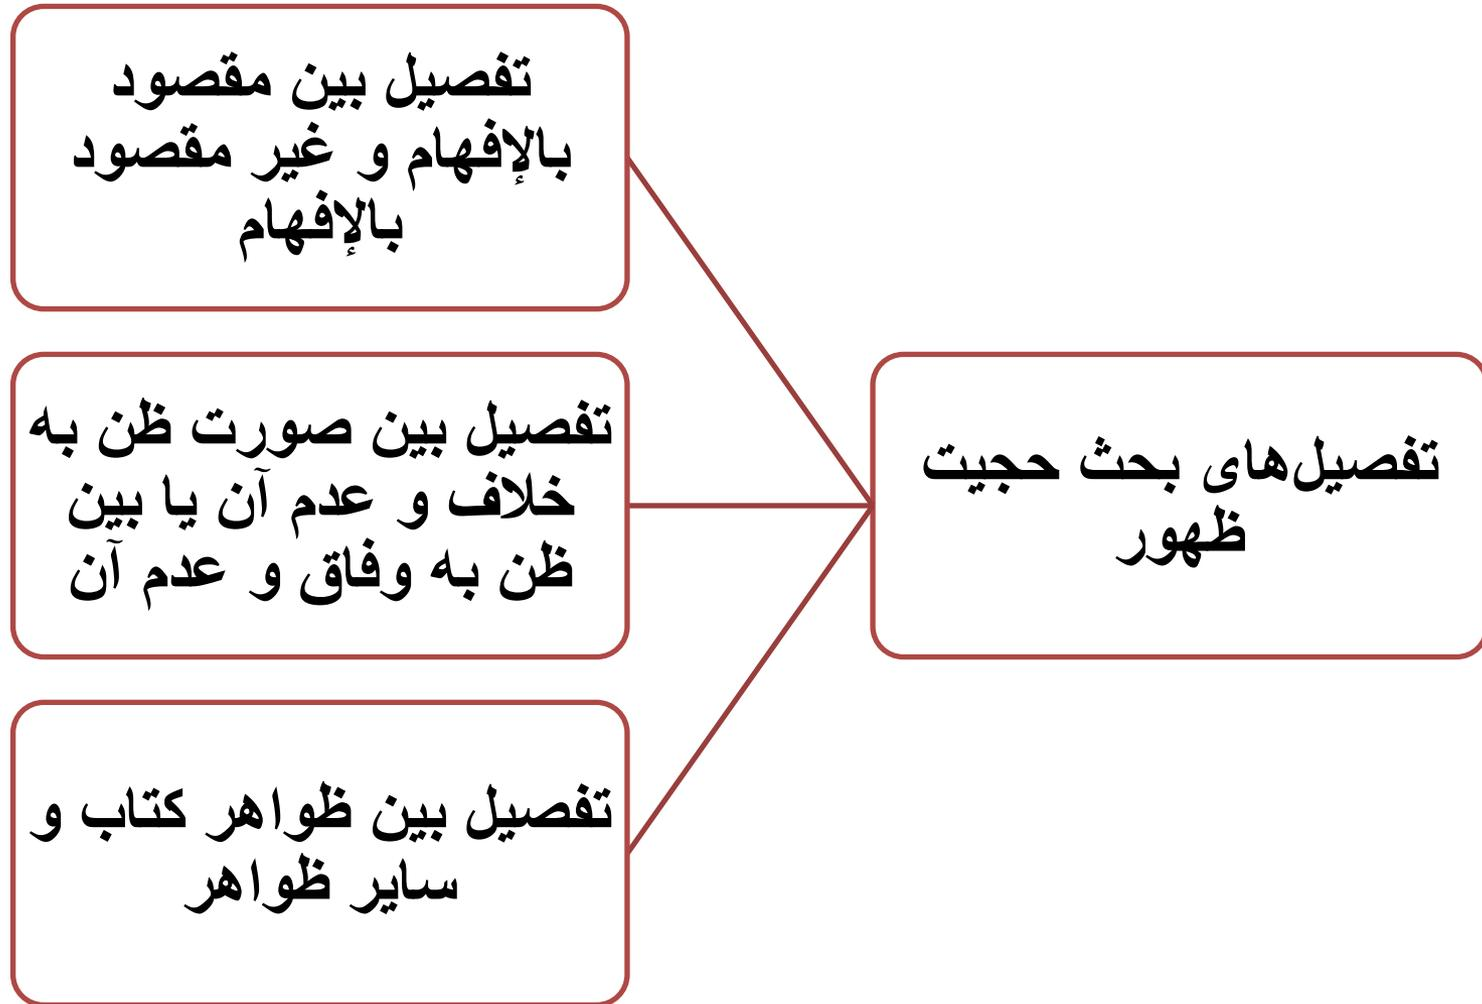 تفصیل‌های بحث حجیت
ظهور
تفصیل بین مقصود
بالإفهام و غیر مقصود
بالإفهام
تفصیل بین صورت ظن به
خلاف و عدم آن یا بین
ظن به وفاق و عدم آن
تفصیل بین ظواهر کتاب و
سایر ظواهر